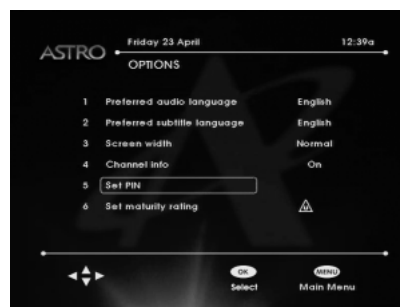 ASTRO
Friday 23 April 12:39a
OPTIONS
1 Preferred audio language English
2 Preferred subtitle language English
3 Screen width Normal
4 Channel info On
5 Set PIN
6 Set maturity rating
OK MENU
Select Main Menu